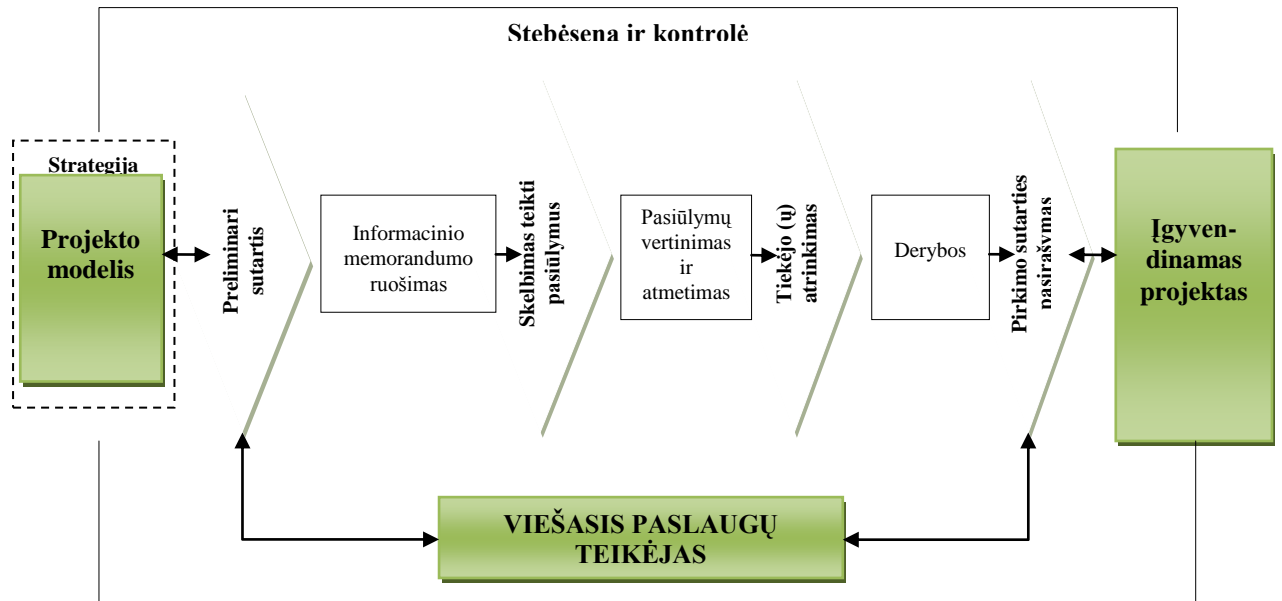 Stebėsena ir kontrolė
Strategija
Projekto
modelis
Preliminari
sutartis
Informacinio
memorandumo
ruošimas
Skelbimas teikti
pasiūlymus
Pasiūlymų
vertinimas
ir
atmetimas
Tiekėjo (ų)
atrinkimas
Derybos
Pirkimo sutarties
pasirašymas
Įgyven-
dinamas
projektas
VIEŠASIS PASLAUGŲ
TEIKĖJAS